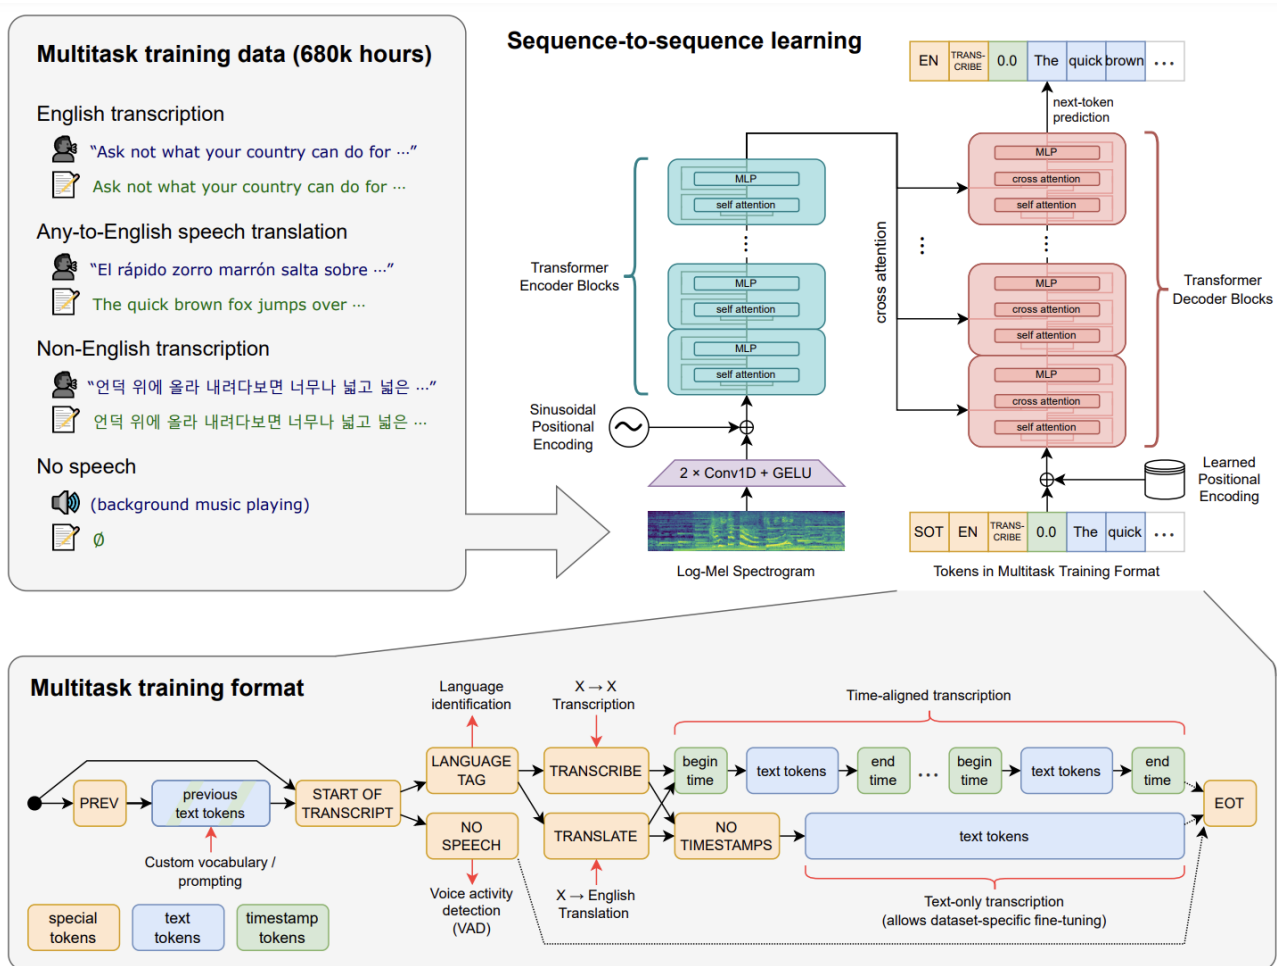 Multitask training data (680k hours)
English transcription
“Ask not what your country can do for ⋯”
Ask not what your country can do for ⋯
Any-to-English speech translation
“El rápido zorro marrón salta sobre ⋯”
The quick brown fox jumps over ⋯
Non-English transcription
“언덕 위에 올라 내려다보면 너무나 넓고 넓은 ⋯”
언덕 위에 올라 내려다보면 너무나 넓고 넓은 ⋯
No speech
(background music playing)
∅
Sequence-to-sequence learning
EN TRANS-CRIBE 0.0 The quick brown ⋯
next-token
prediction
MLP
self attention
⋮
MLP
self attention
MLP
self attention
Transformer
Encoder Blocks
Sinusoidal
Positional
Encoding
2 × Conv1D + GELU
Log-Mel Spectrogram
cross attention
⋮
MLP
cross attention
self attention
⋮
MLP
cross attention
self attention
MLP
cross attention
self attention
Transformer
Decoder Blocks
Learned
Positional
Encoding
SOT EN TRANS-CRIBE 0.0 The quick ⋯
Tokens in Multitask Training Format
Multitask training format
Language
identification
X → X
Transcription
Time-aligned transcription
PREV
previous
text tokens
START OF
TRANSCRIPT
LANGUAGE
TAG
TRANSCRIBE
begin
time
text tokens
end
time
⋯
begin
time
text tokens
end
time
EOT
NO
SPEECH
TRANSLATE
NO
TIMESTAMPS
text tokens
Custom vocabulary /
prompting
Voice activity
detection
(VAD)
X → English
Translation
Text-only transcription
(allows dataset-specific fine-tuning)
special
tokens
text
tokens
timestamp
tokens